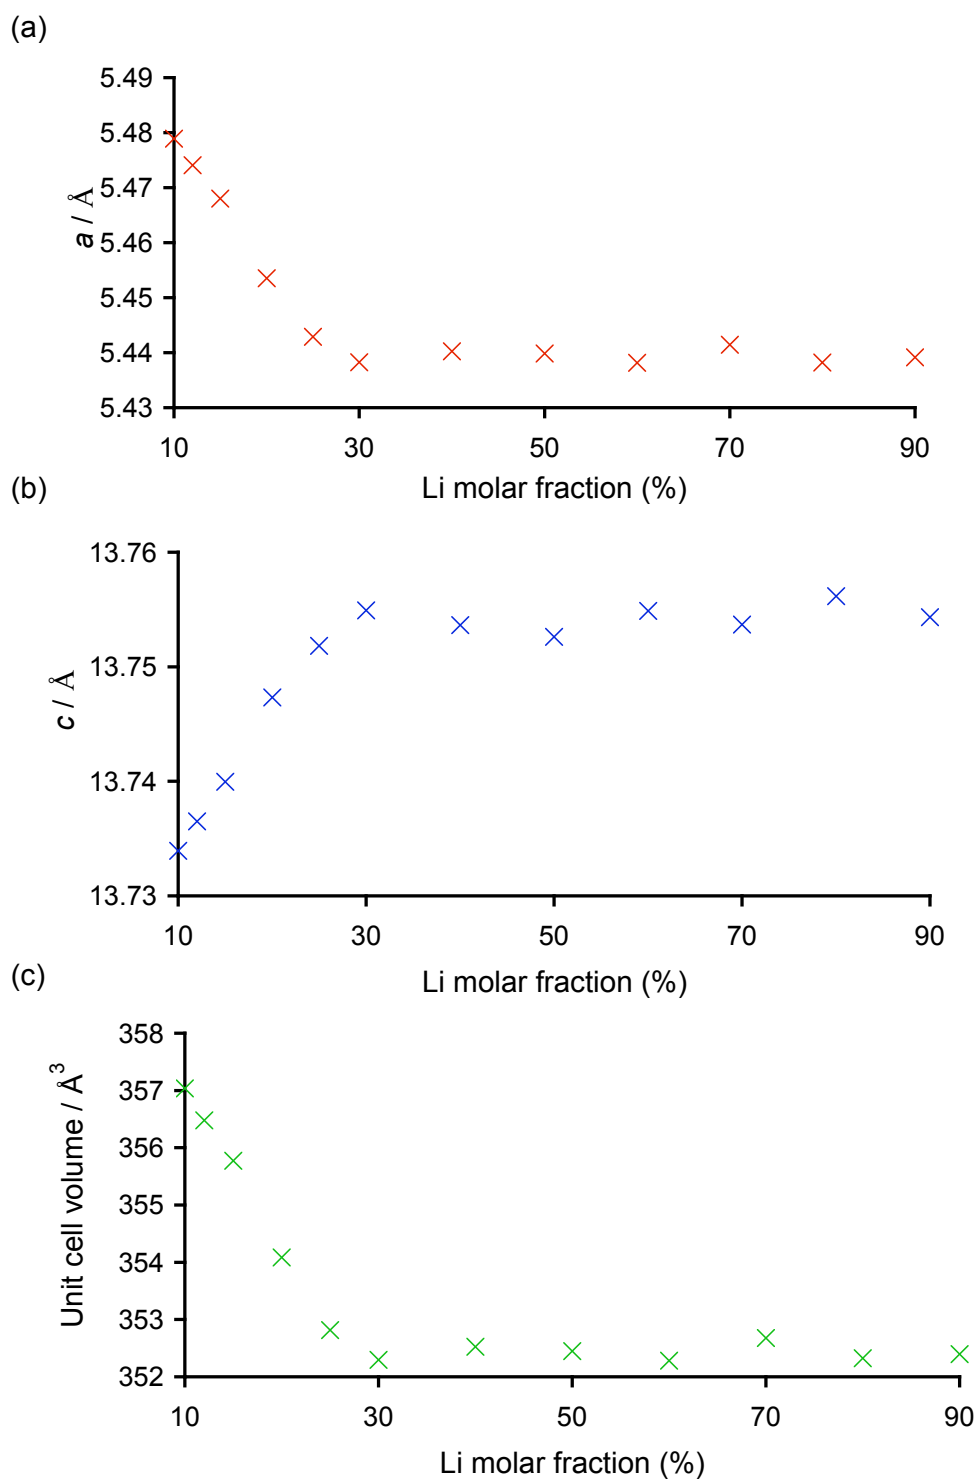 (a)
5.49
5.48
5.47
5.46
5.45
5.44
5.43
a / Å
10 30 50 70 90
Li molar fraction (%)
(b)
13.76
13.75
13.74
13.73
c / Å
10 30 50 70 90
Li molar fraction (%)
(c)
358
357
356
355
354
353
352
Unit cell volume / Å³
10 30 50 70 90
Li molar fraction (%)